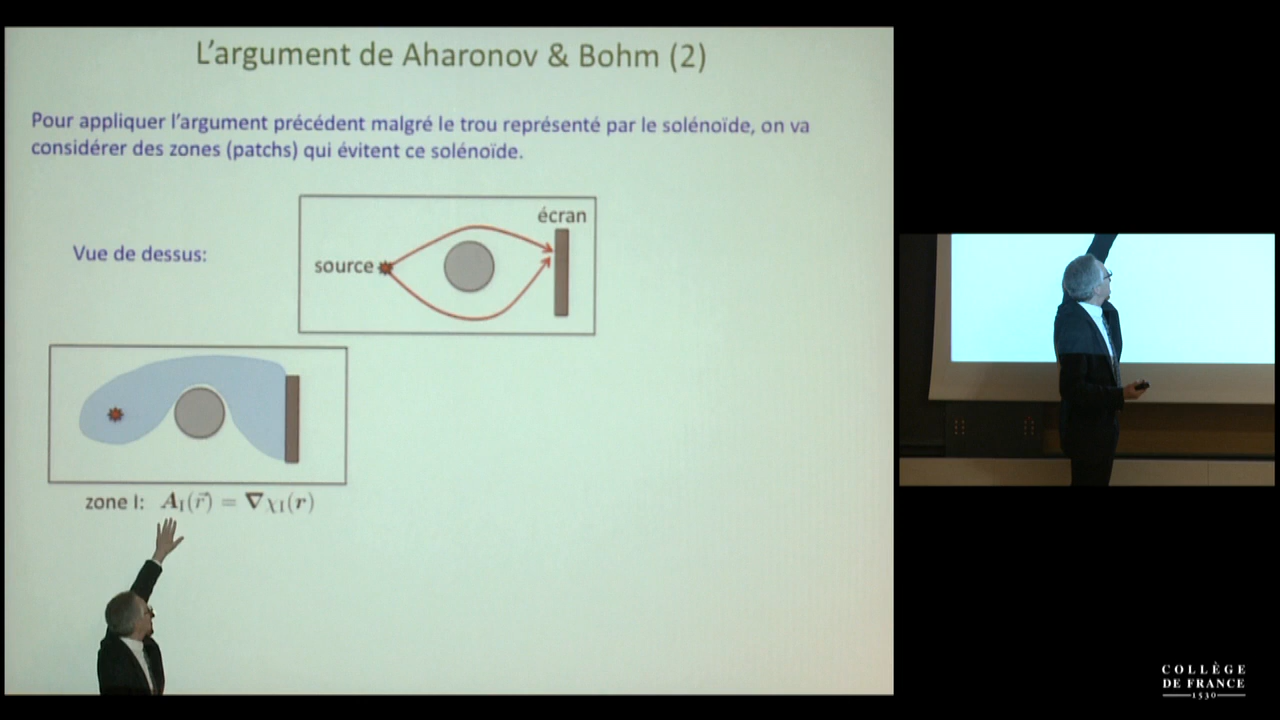 L'argument de Aharonov & Bohm (2)
Pour appliquer l'argument précédent malgré le trou représenté par le solénoïde, on va
considérer des zones (patchs) qui évitent ce solénoïde.
Vue de dessus:
écran
source
zone I: A_I(r⃗) = ∇χ_I(r)
COLLÈGE
DE FRANCE
1530